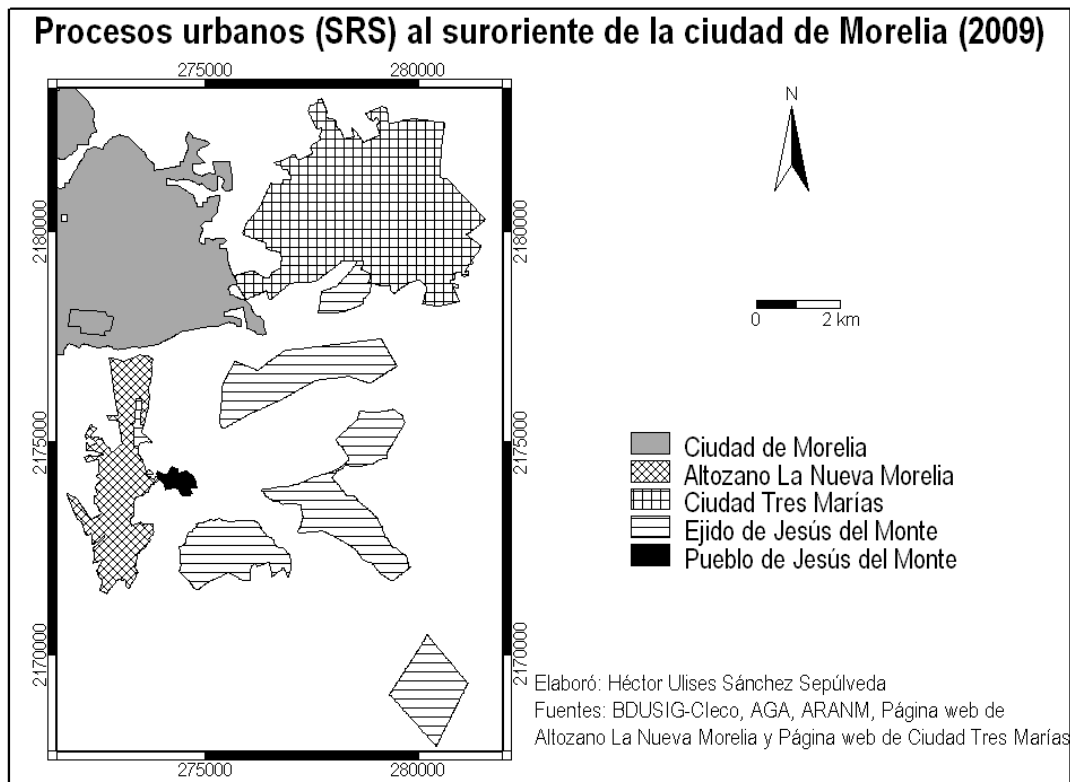 Procesos urbanos (SRS) al suroriente de la ciudad de Morelia (2009)
275000 280000
N
2180000 2180000
0 2 km
2175000 2175000
Ciudad de Morelia
Altozano La Nueva Morelia
Ciudad Tres Marías
Ejido de Jesús del Monte
Pueblo de Jesús del Monte
2170000 2170000
Elaboró: Héctor Ulises Sánchez Sepúlveda
Fuentes: BDUSIG-Cleco, AGA, ARANM, Página web de
Altozano La Nueva Morelia y Página web de Ciudad Tres Marías
275000 280000